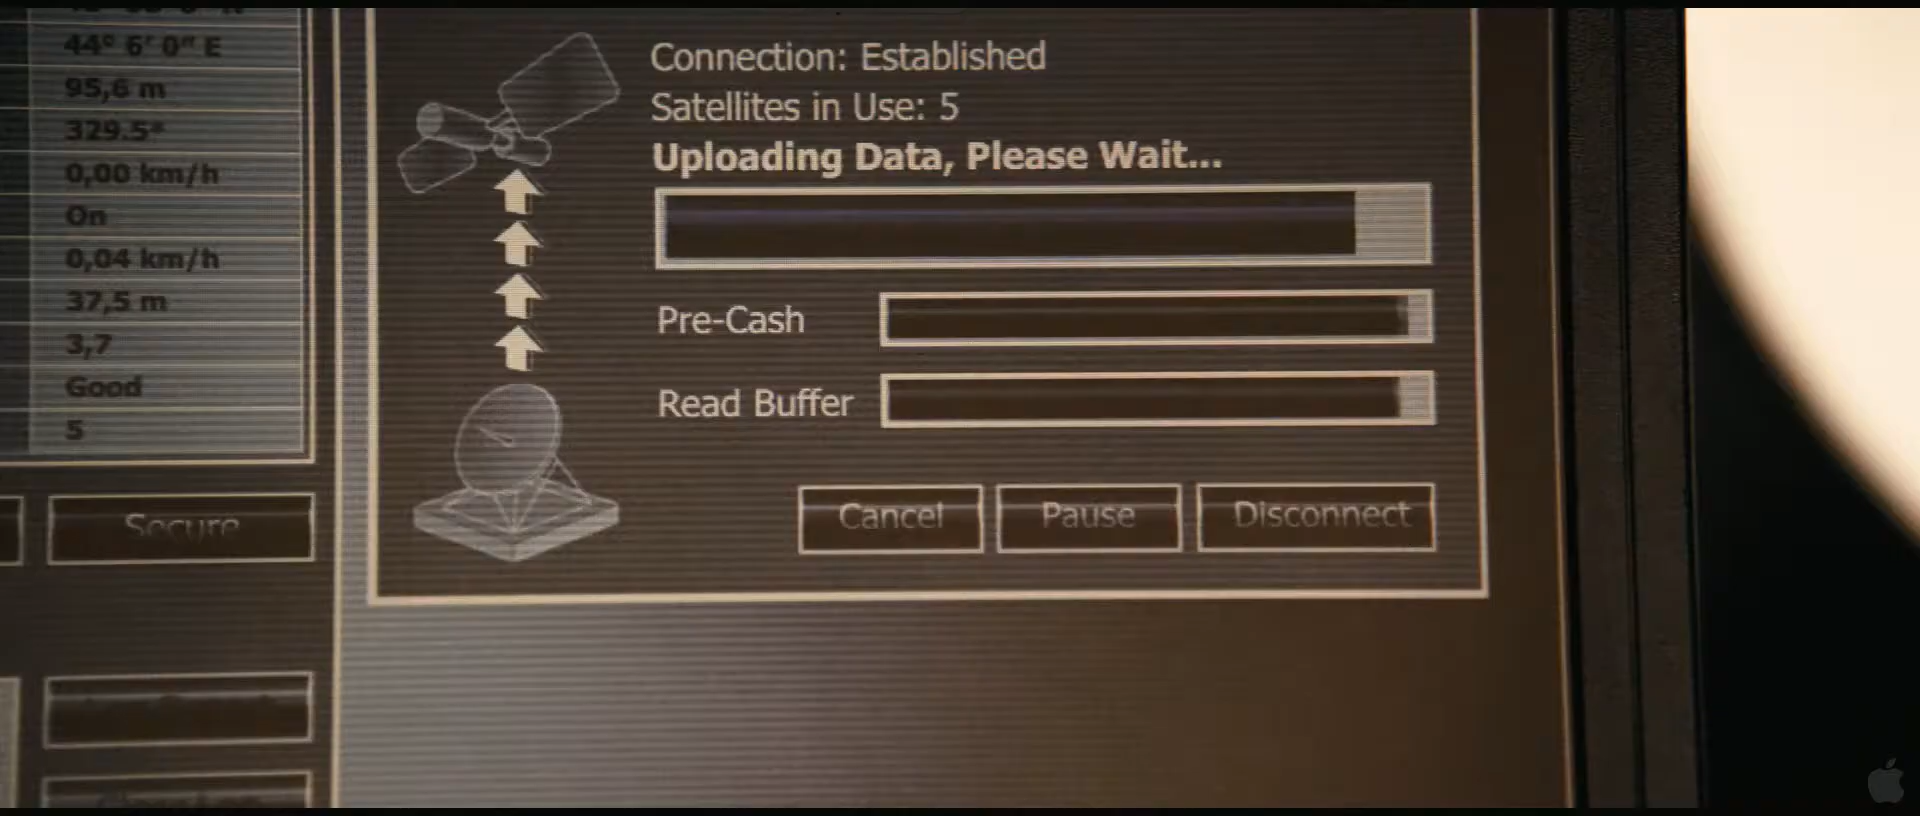 44° 6' 0" E
95,6 m
329.5°
0,00 km/h
On
0,04 km/h
37,5 m
3,7
Good
5
Secure
Connection: Established
Satellites in Use: 5
Uploading Data, Please Wait...
Pre-Cash
Read Buffer
Cancel
Pause
Disconnect